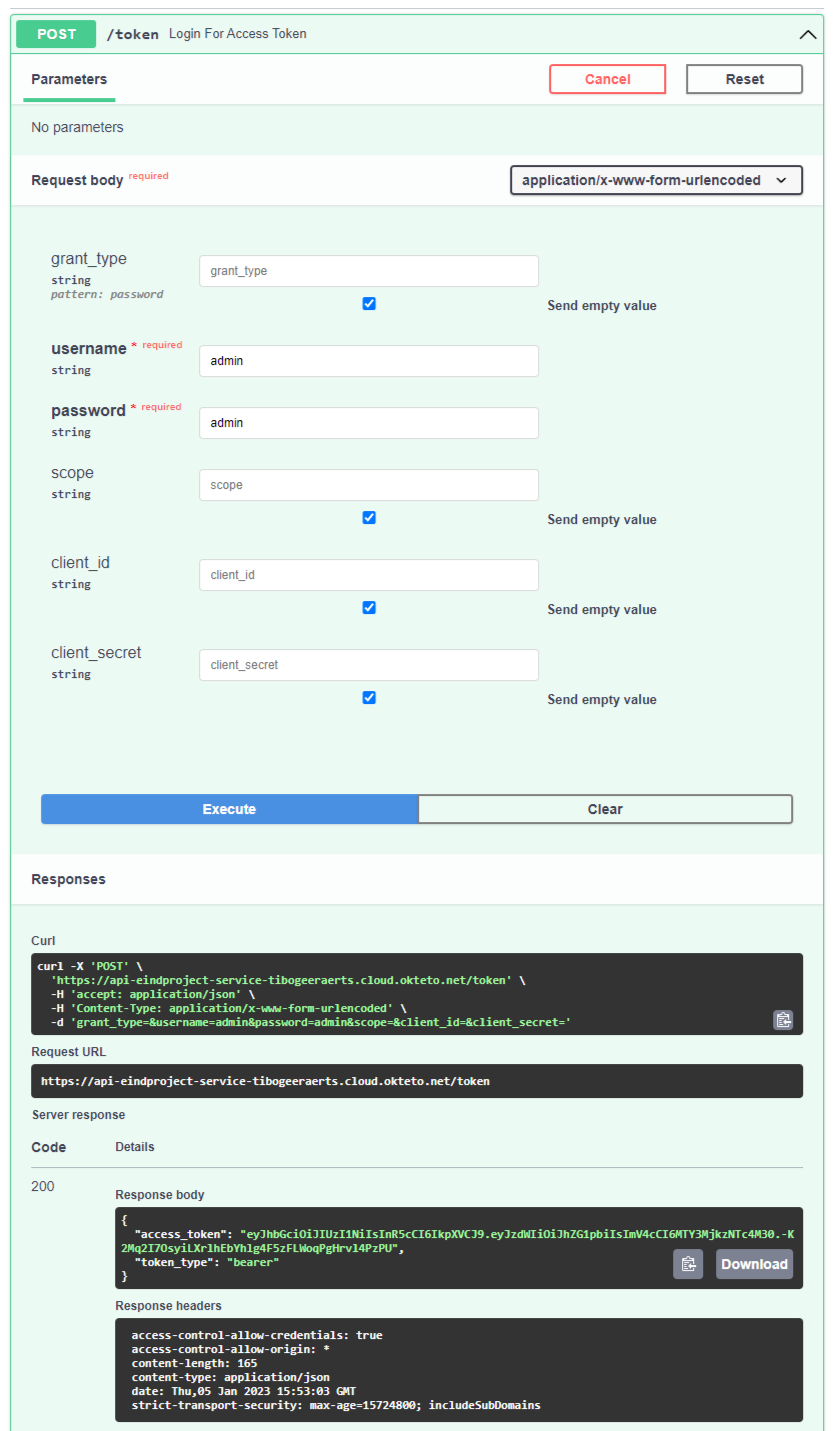 POST /token Login For Access Token
Parameters
Cancel
Reset
No parameters
Request body required
application/x-www-form-urlencoded
grant_type
string
pattern: password
grant_type
Send empty value
username * required
string
admin
password * required
string
admin
scope
string
scope
Send empty value
client_id
string
client_id
Send empty value
client_secret
string
client_secret
Send empty value
Execute
Clear
Responses
Curl
curl -X 'POST' \
'https://api-eindproject-service-tibogeeraerts.cloud.okteto.net/token' \
-H 'accept: application/json' \
-H 'Content-Type: application/x-www-form-urlencoded' \
-d 'grant_type=&username=admin&password=admin&scope=&client_id=&client_secret='
Request URL
https://api-eindproject-service-tibogeeraerts.cloud.okteto.net/token
Server response
Code
Details
200
Response body
{
"access_token": "eyJhbGciOiJIUzI1NiIsInR5cCI6IkpXVCJ9.eyJzdWIiOiJhZG1pbiIsImV4cCI6MTY3MjkzNTc4M30.-K
2Mq2I7OsyiLXrlhEbYhlg4F5zFLWoqPgHrvl4PzPU",
"token_type": "bearer"
}
Download
Response headers
access-control-allow-credentials: true
access-control-allow-origin: *
content-length: 165
content-type: application/json
date: Thu,05 Jan 2023 15:53:03 GMT
strict-transport-security: max-age=15724800; includeSubDomains